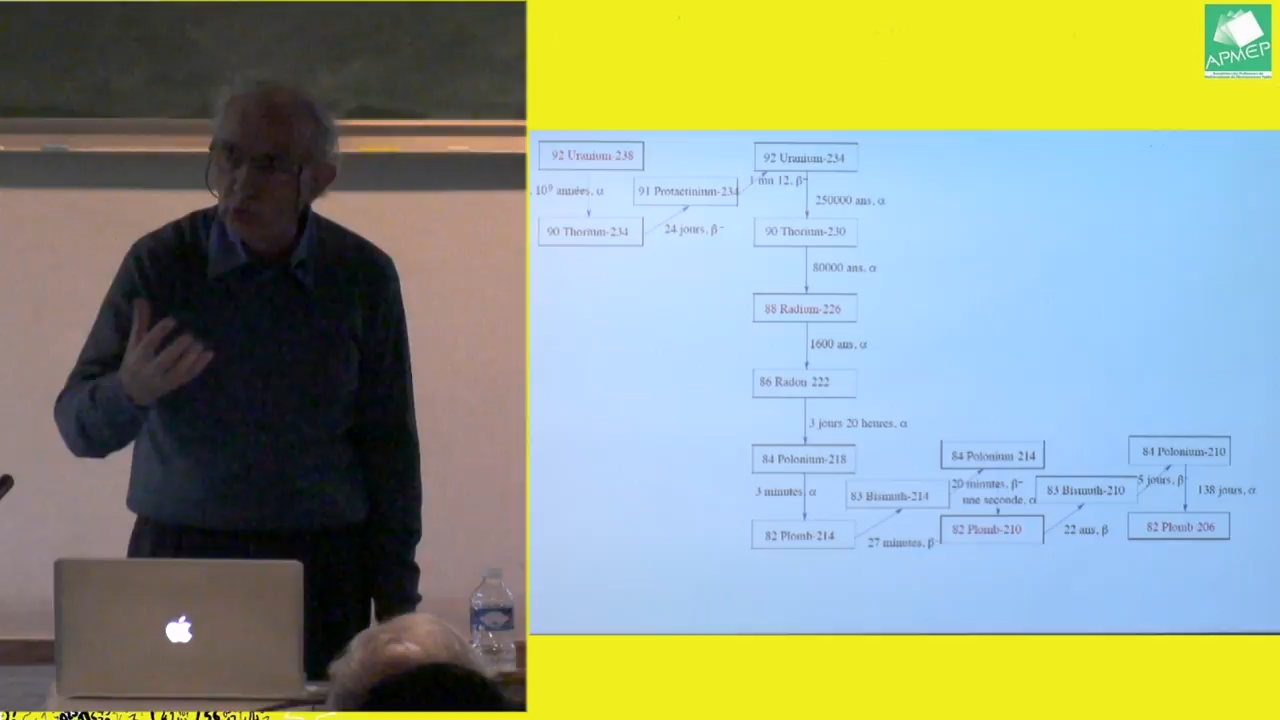 APMEP
92 Uranium-238
92 Uranium-234
10⁹ années, α
91 Protactinium-234
1 mn 12, β⁻
250000 ans, α
90 Thorium-234
24 jours, β⁻
90 Thorium-230
80000 ans, α
88 Radium-226
1600 ans, α
86 Radon 222
3 jours 20 heures, α
84 Polonium-218
84 Polonium 214
84 Polonium-210
3 minutes, α
83 Bismuth-214
20 minutes, β⁻
une seconde, α
83 Bismuth-210
5 jours, β⁻
138 jours, α
82 Plomb-214
27 minutes, β⁻
82 Plomb-210
22 ans, β
82 Plomb 206